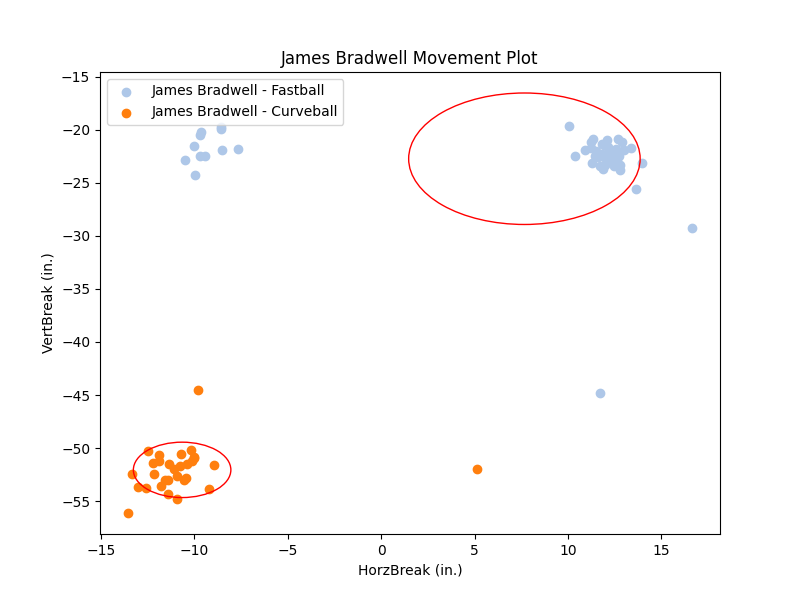 James Bradwell Movement Plot
James Bradwell - Fastball
James Bradwell - Curveball
VertBreak (in.)
−15
−20
−25
−30
−35
−40
−45
−50
−55
−15 −10 −5 0 5 10 15
HorzBreak (in.)